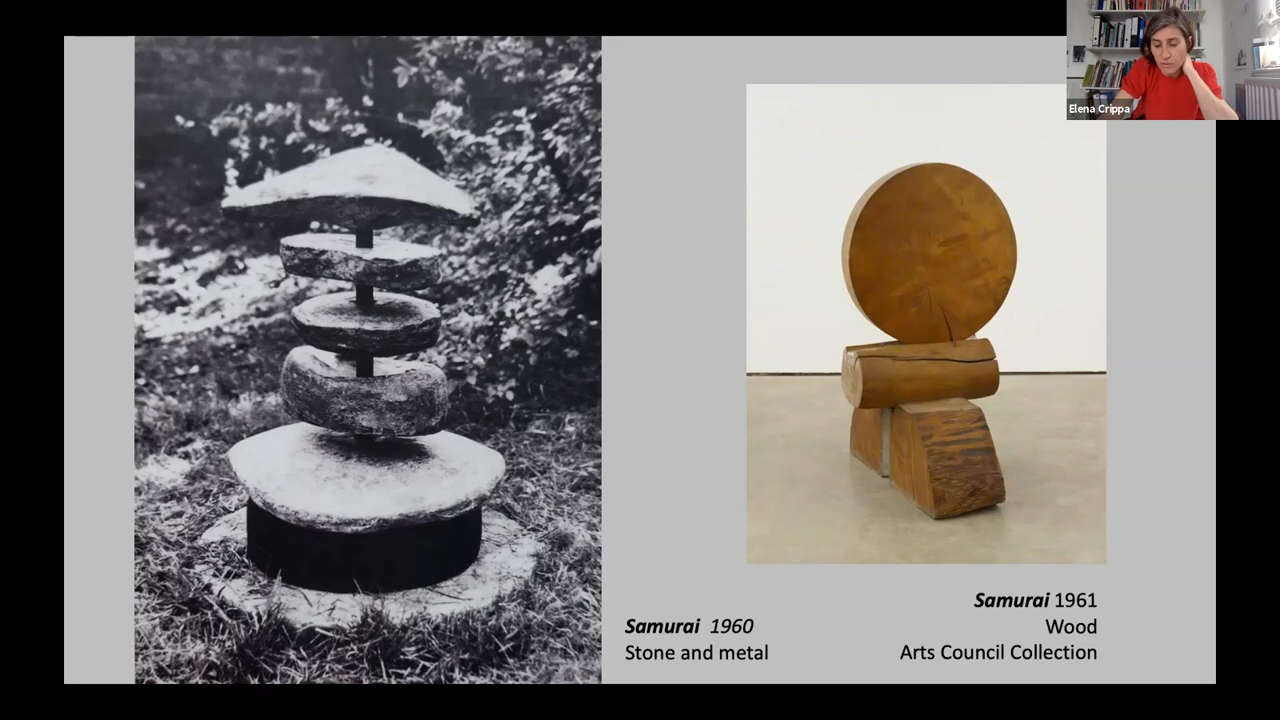 Elena Crippa
Samurai 1960
Stone and metal
Samurai 1961
Wood
Arts Council Collection